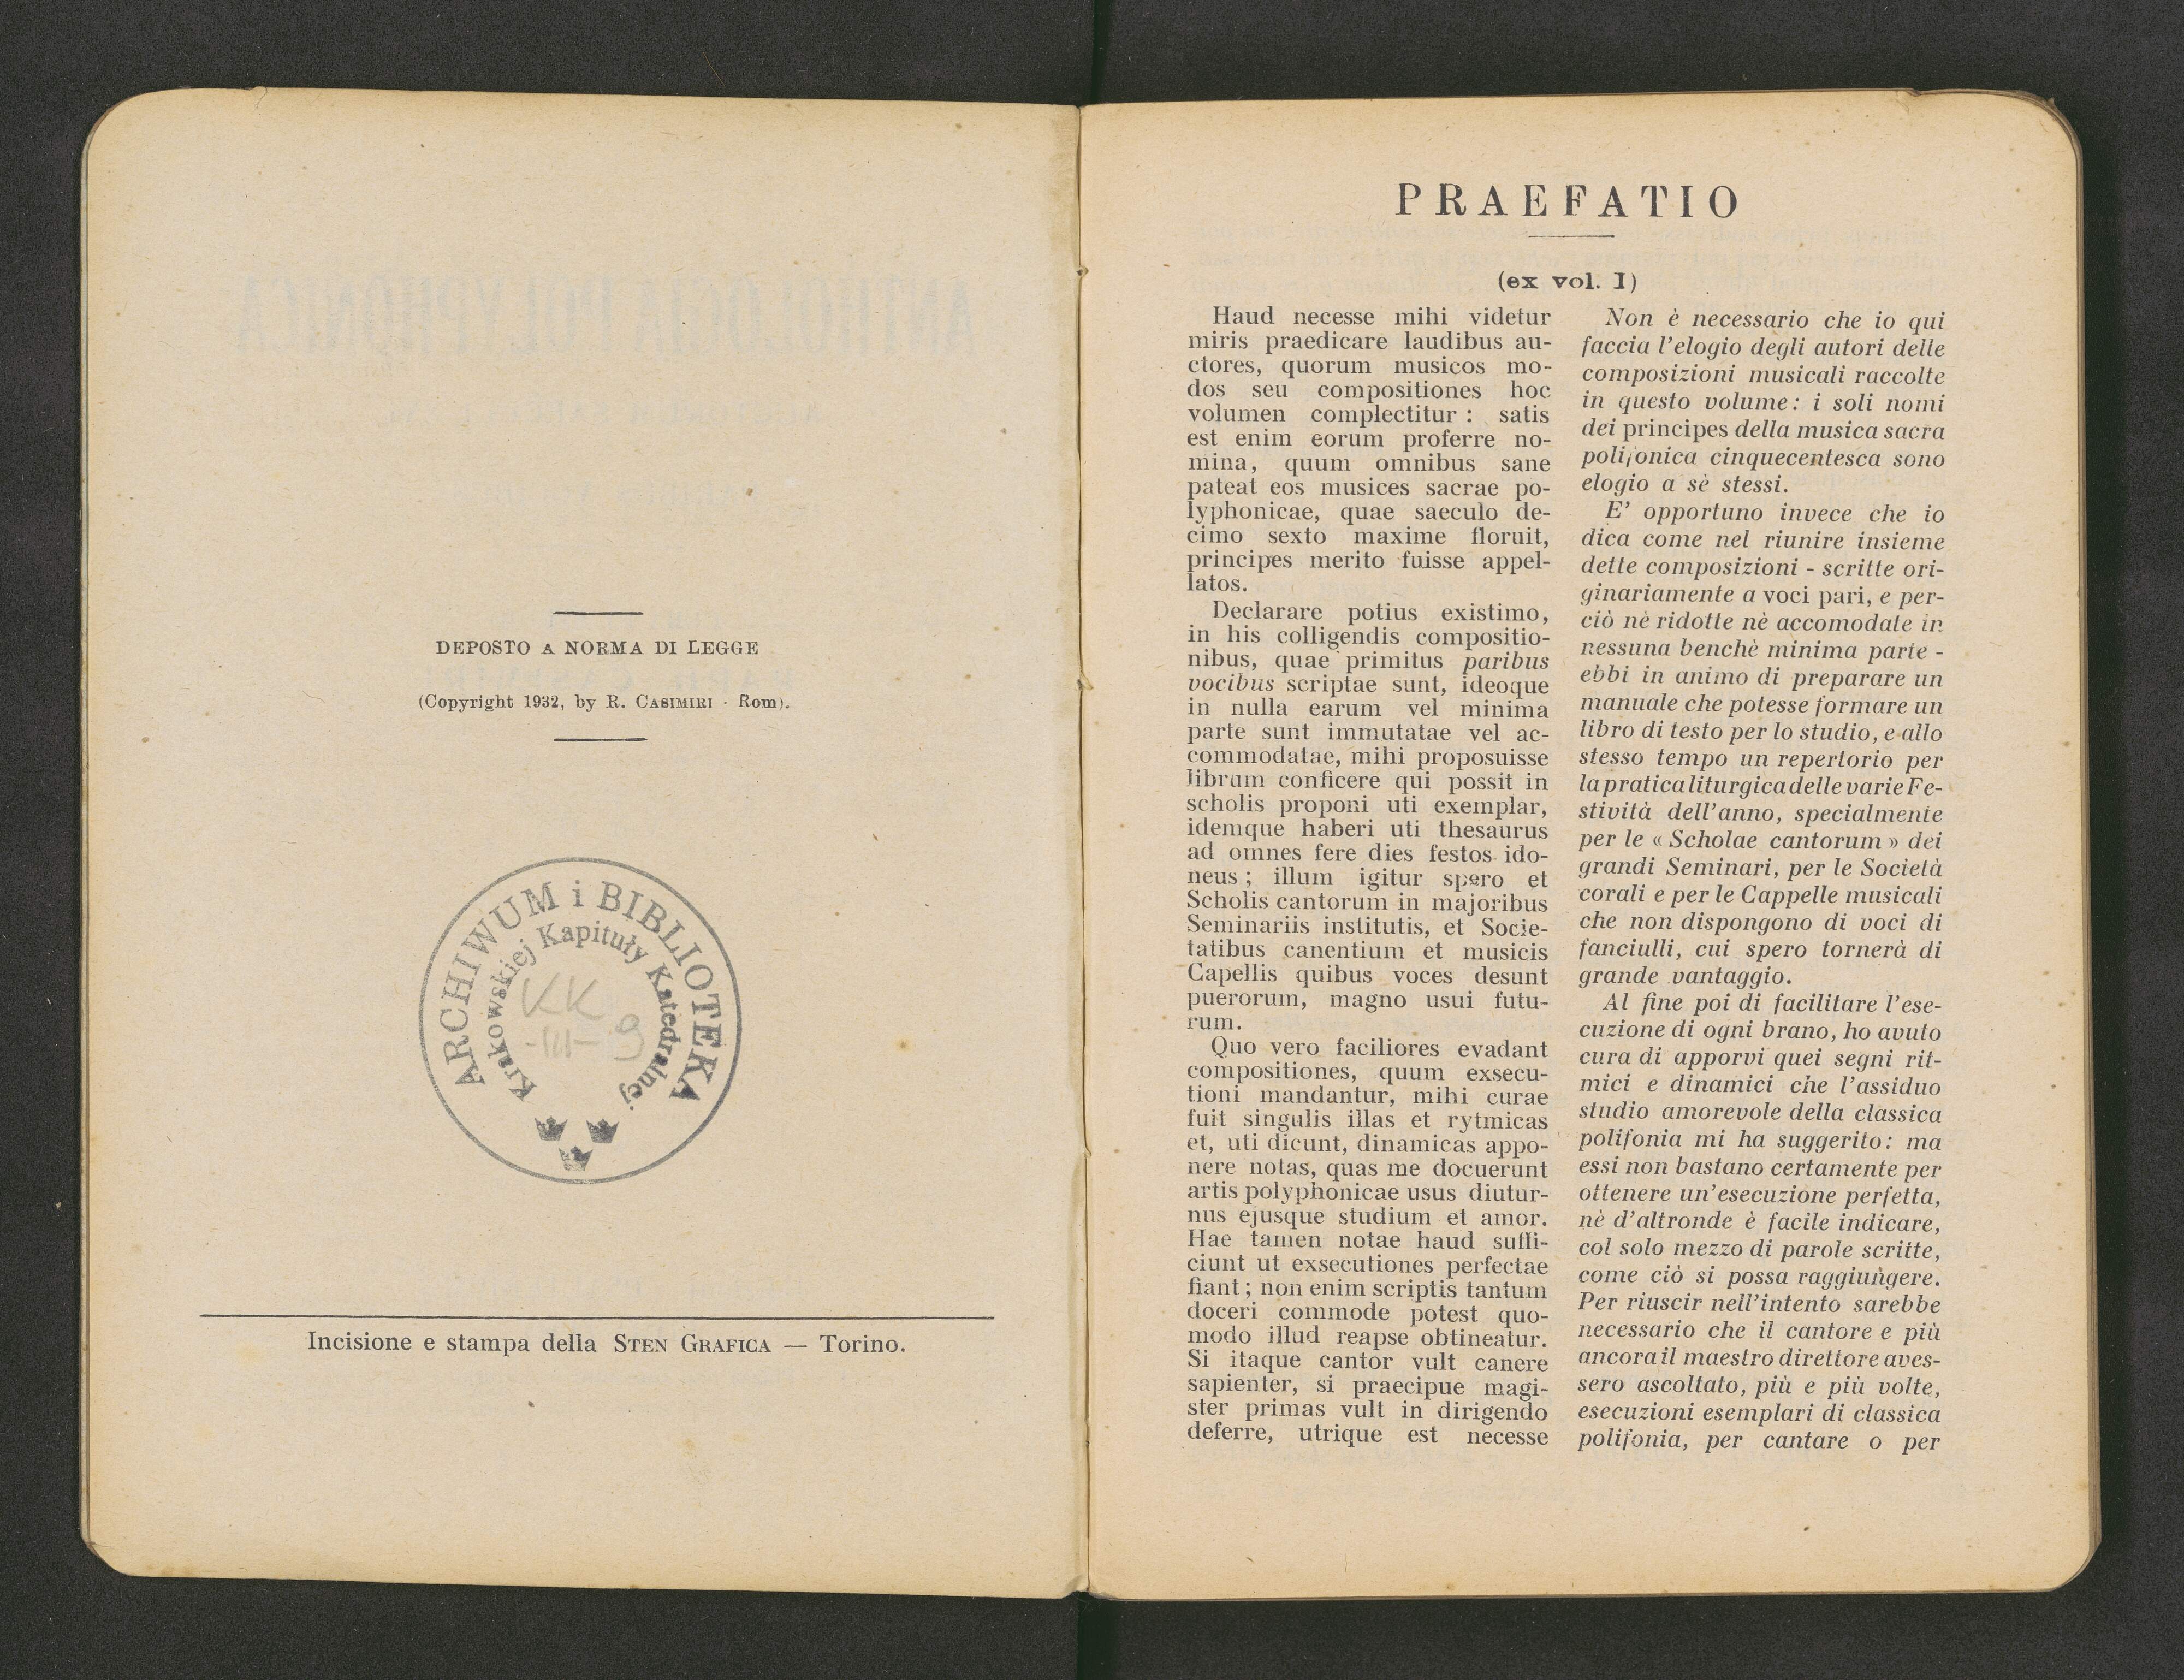 DEPOSTO A NORMA DI LEGGE
(Copyright 1932, by R. CASIMIRI - Rom).
ARCHIWUM i BIBLIOTEKA
Krakowskiej Kapituły Katedralnej
KK
-III-9
Incisione e stampa della STEN GRAFICA — Torino.
PRAEFATIO
(ex vol. I)
Haud necesse mihi videtur
miris praedicare laudibus au-
ctores, quorum musicos mo-
dos seu compositiones hoc
volumen complectitur : satis
est enim eorum proferre no-
mina, quum omnibus sane
pateat eos musices sacrae po-
lyphonicae, quae saeculo de-
cimo sexto maxime floruit,
principes merito fuisse appel-
latos.
Declarare potius existimo,
in his colligendis compositio-
nibus, quae primitus paribus
vocibus scriptae sunt, ideoque
in nulla earum vel minima
parte sunt immutatae vel ac-
commodatae, mihi proposuisse
librum conficere qui possit in
scholis proponi uti exemplar,
idemque haberi uti thesaurus
ad omnes fere dies festos ido-
neus ; illum igitur spero et
Scholis cantorum in majoribus
Seminariis institutis, et Socie-
tatibus canentium et musicis
Capellis quibus voces desunt
puerorum, magno usui futu-
rum.
Quo vero faciliores evadant
compositiones, quum exsecu-
tioni mandantur, mihi curae
fuit singulis illas et rytmicas
et, uti dicunt, dinamicas appo-
nere notas, quas me docuerunt
artis polyphonicae usus diutur-
nus ejusque studium et amor.
Hae tamen notae haud suffi-
ciunt ut exsecutiones perfectae
fiant ; non enim scriptis tantum
doceri commode potest quo-
modo illud reapse obtineatur.
Si itaque cantor vult canere
sapienter, si praecipue magi-
ster primas vult in dirigendo
deferre, utrique est necesse
Non è necessario che io qui
faccia l'elogio degli autori delle
composizioni musicali raccolte
in questo volume: i soli nomi
dei principes della musica sacra
polifonica cinquecentesca sono
elogio a sè stessi.
E' opportuno invece che io
dica come nel riunire insieme
dette composizioni - scritte ori-
ginariamente a voci pari, e per-
ciò nè ridotte nè accomodate in
nessuna benchè minima parte -
ebbi in animo di preparare un
manuale che potesse formare un
libro di testo per lo studio, e allo
stesso tempo un repertorio per
la pratica liturgica delle varie Fe-
stività dell'anno, specialmente
per le « Scholae cantorum » dei
grandi Seminari, per le Società
corali e per le Cappelle musicali
che non dispongono di voci di
fanciulli, cui spero tornerà di
grande vantaggio.
Al fine poi di facilitare l'ese-
cuzione di ogni brano, ho avuto
cura di apporvi quei segni rit-
mici e dinamici che l'assiduo
studio amorevole della classica
polifonia mi ha suggerito: ma
essi non bastano certamente per
ottenere un'esecuzione perfetta,
nè d'altronde è facile indicare,
col solo mezzo di parole scritte,
come ciò si possa raggiungere.
Per riuscir nell'intento sarebbe
necessario che il cantore e più
ancora il maestro direttore aves-
sero ascoltato, più e più volte,
esecuzioni esemplari di classica
polifonia, per cantare o per